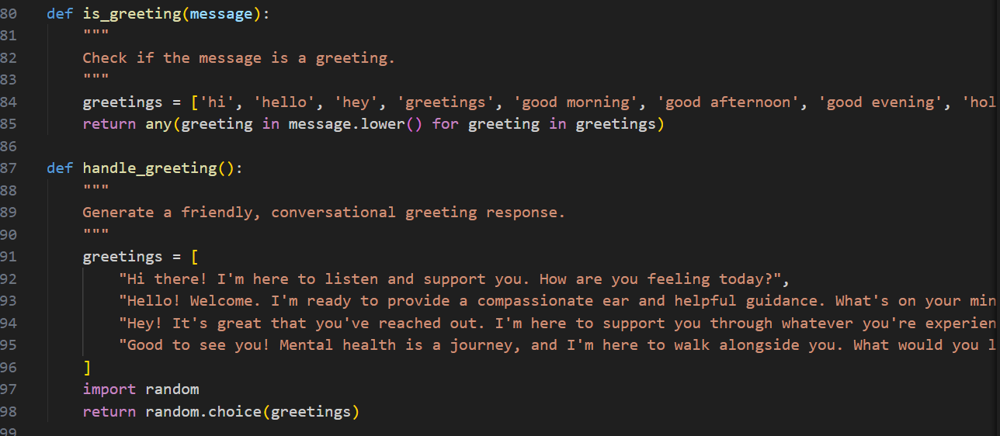 80 def is_greeting(message):
81 """
82 Check if the message is a greeting.
83 """
84 greetings = ['hi', 'hello', 'hey', 'greetings', 'good morning', 'good afternoon', 'good evening', 'hol
85 return any(greeting in message.lower() for greeting in greetings)
86
87 def handle_greeting():
88 """
89 Generate a friendly, conversational greeting response.
90 """
91 greetings = [
92 "Hi there! I'm here to listen and support you. How are you feeling today?",
93 "Hello! Welcome. I'm ready to provide a compassionate ear and helpful guidance. What's on your min
94 "Hey! It's great that you've reached out. I'm here to support you through whatever you're experien
95 "Good to see you! Mental health is a journey, and I'm here to walk alongside you. What would you l
96 ]
97 import random
98 return random.choice(greetings)
99